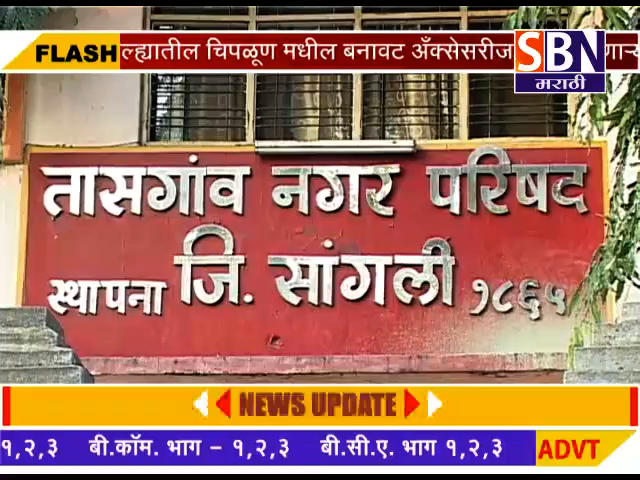 FLASH ल्ह्यातील चिपळूण मधील बनावट अँक्सेसरीज
SBN
मराठी
तासगांव नगर परिषद
स्थापना जि. सांगली १८६५
NEWS UPDATE
१,२,३ बी.कॉम. भाग - १,२,३ बी.सी.ए. भाग १,२,३ ADVT